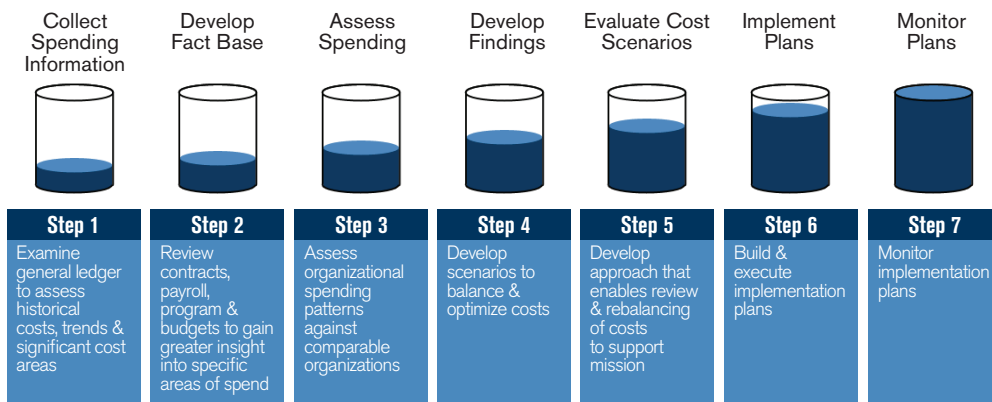 Collect
Spending
Information
Develop
Fact Base
Assess
Spending
Develop
Findings
Evaluate Cost
Scenarios
Implement
Plans
Monitor
Plans
Step 1
Examine
general ledger
to assess
historical
costs, trends &
significant cost
areas
Step 2
Review
contracts,
payroll,
program &
budgets to gain
greater insight
into specific
areas of spend
Step 3
Assess
organizational
spending
patterns
against
comparable
organizations
Step 4
Develop
scenarios to
balance &
optimize costs
Step 5
Develop
approach that
enables review
& rebalancing
of costs
to support
mission
Step 6
Build &
execute
implementation
plans
Step 7
Monitor
implementation
plans